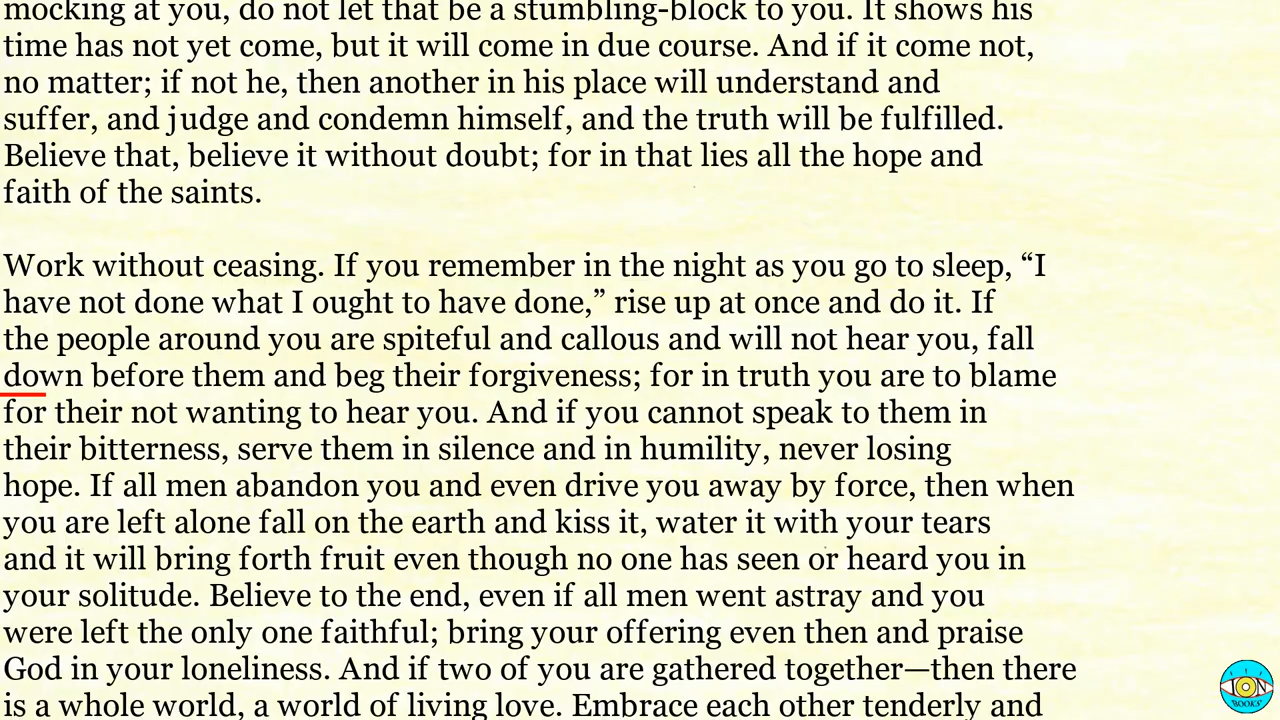 mocking at you, do not let that be a stumbling-block to you. It shows his
time has not yet come, but it will come in due course. And if it come not,
no matter; if not he, then another in his place will understand and
suffer, and judge and condemn himself, and the truth will be fulfilled.
Believe that, believe it without doubt; for in that lies all the hope and
faith of the saints.
Work without ceasing. If you remember in the night as you go to sleep, “I
have not done what I ought to have done,” rise up at once and do it. If
the people around you are spiteful and callous and will not hear you, fall
down before them and beg their forgiveness; for in truth you are to blame
for their not wanting to hear you. And if you cannot speak to them in
their bitterness, serve them in silence and in humility, never losing
hope. If all men abandon you and even drive you away by force, then when
you are left alone fall on the earth and kiss it, water it with your tears
and it will bring forth fruit even though no one has seen or heard you in
your solitude. Believe to the end, even if all men went astray and you
were left the only one faithful; bring your offering even then and praise
God in your loneliness. And if two of you are gathered together—then there
is a whole world, a world of living love. Embrace each other tenderly and
ION
BOOKS